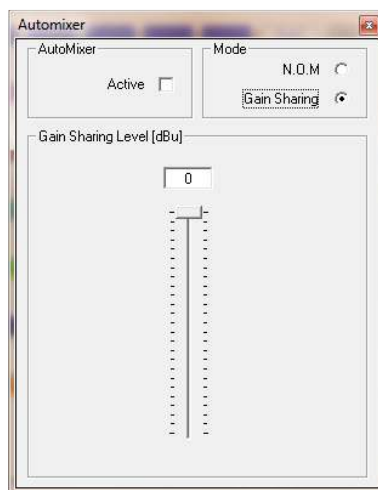 Automixer
AutoMixer
Active
Mode
N.O.M
Gain Sharing
Gain Sharing Level [dBu]
0